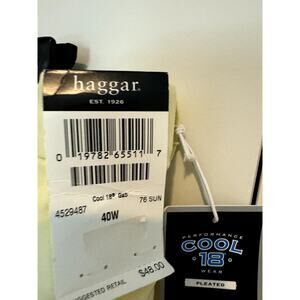 haggar.
EST. 1926
0 19782 65511 7
Cool 18® Gab 76 SUN
4529487 40W
SUGGESTED RETAIL $48.00
PERFORMANCE
COOL
18
WEAR
PLEATED